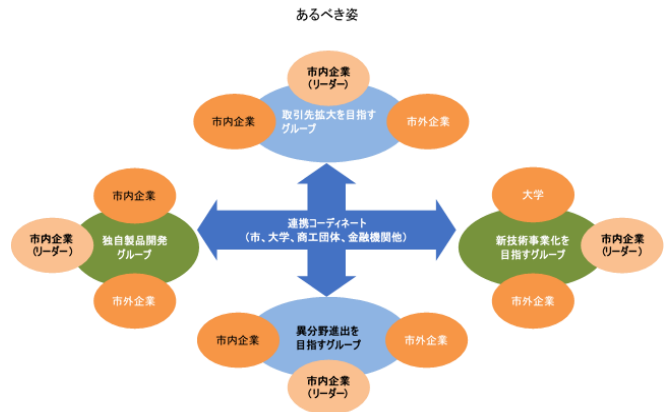 あるべき姿
市内企業
(リーダー)
市内企業
取引先拡大を目指す
グループ
市外企業
市内企業
市内企業
(リーダー)
独自製品開発
グループ
市外企業
連携コーディネート
(市、大学、商工団体、金融機関他)
大学
新技術事業化を
目指すグループ
市内企業
(リーダー)
市外企業
市内企業
異分野進出を
目指すグループ
市外企業
市内企業
(リーダー)